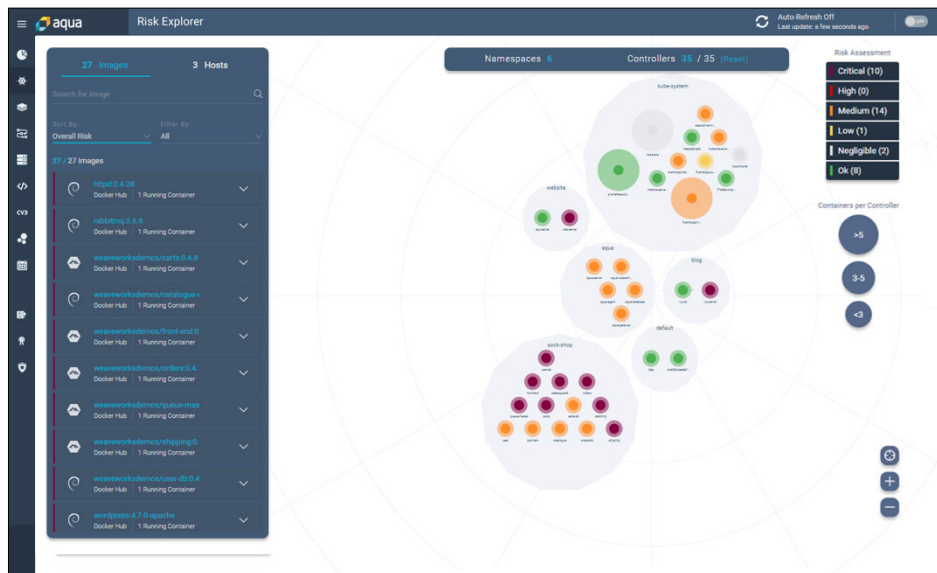 aqua
Risk Explorer
Auto-Refresh Off
Last update: a few seconds ago
OFF
27 Images
3 Hosts
Search for image
Sort By:
Overall Risk
Filter By:
All
27 / 27 Images
httpd:2.4.28
Docker Hub | 1 Running Container
rabbitmq:3.6.8
Docker Hub | 1 Running Container
weaveworksdemos/carts:0.4.8
Docker Hub | 1 Running Container
weaveworksdemos/catalogue-
Docker Hub | 1 Running Container
weaveworksdemos/front-end:0
Docker Hub | 1 Running Container
weaveworksdemos/orders:0.4.
Docker Hub | 1 Running Container
weaveworksdemos/queue-mas
Docker Hub | 1 Running Container
weaveworksdemos/shipping:0.
Docker Hub | 1 Running Container
weaveworksdemos/user-db:0.4
Docker Hub | 1 Running Container
wordpress:4.7.0-apache
Docker Hub | 1 Running Container
Namespaces 6
Controllers 35 / 35 (Reset)
kube-system
website
aqua
blog
default
sock-shop
user
catalogue
shipping
Risk Assessment
Critical (10)
High (0)
Medium (14)
Low (1)
Negligible (2)
Ok (8)
Containers per Controller
>5
3-5
<3